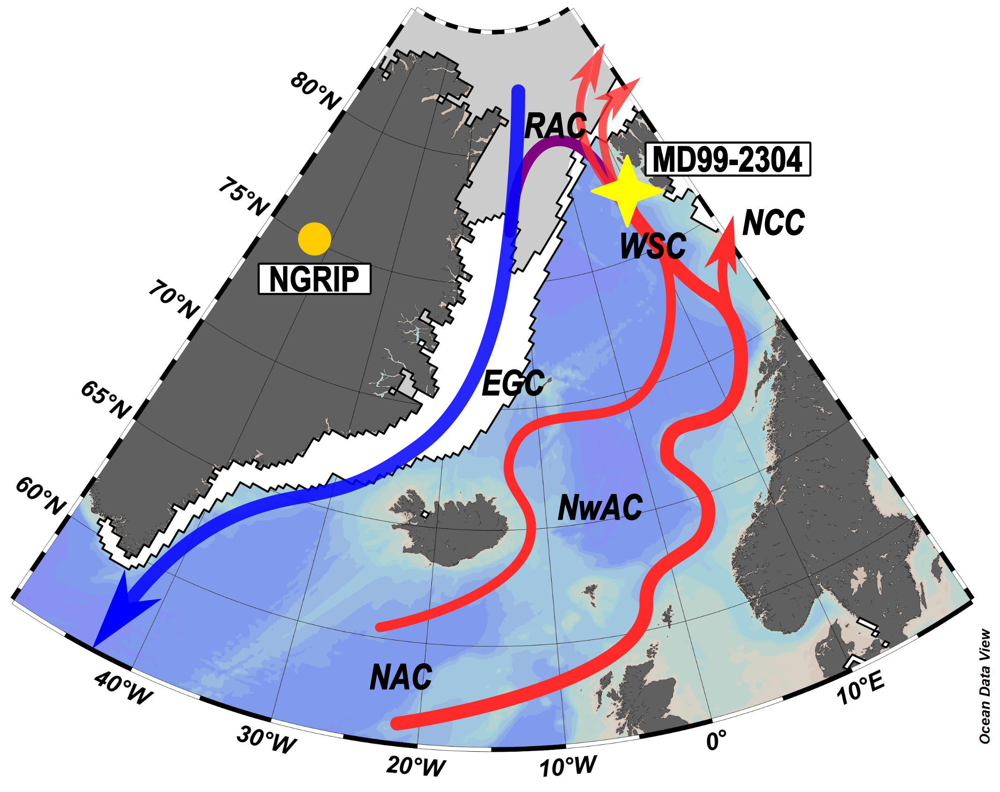 80°N
RAC
MD99-2304
75°N
NCC
WSC
NGRIP
70°N
EGC
65°N
60°N
NwAC
NAC
40°W
30°W
20°W
10°W
0°
10°E
Ocean Data View